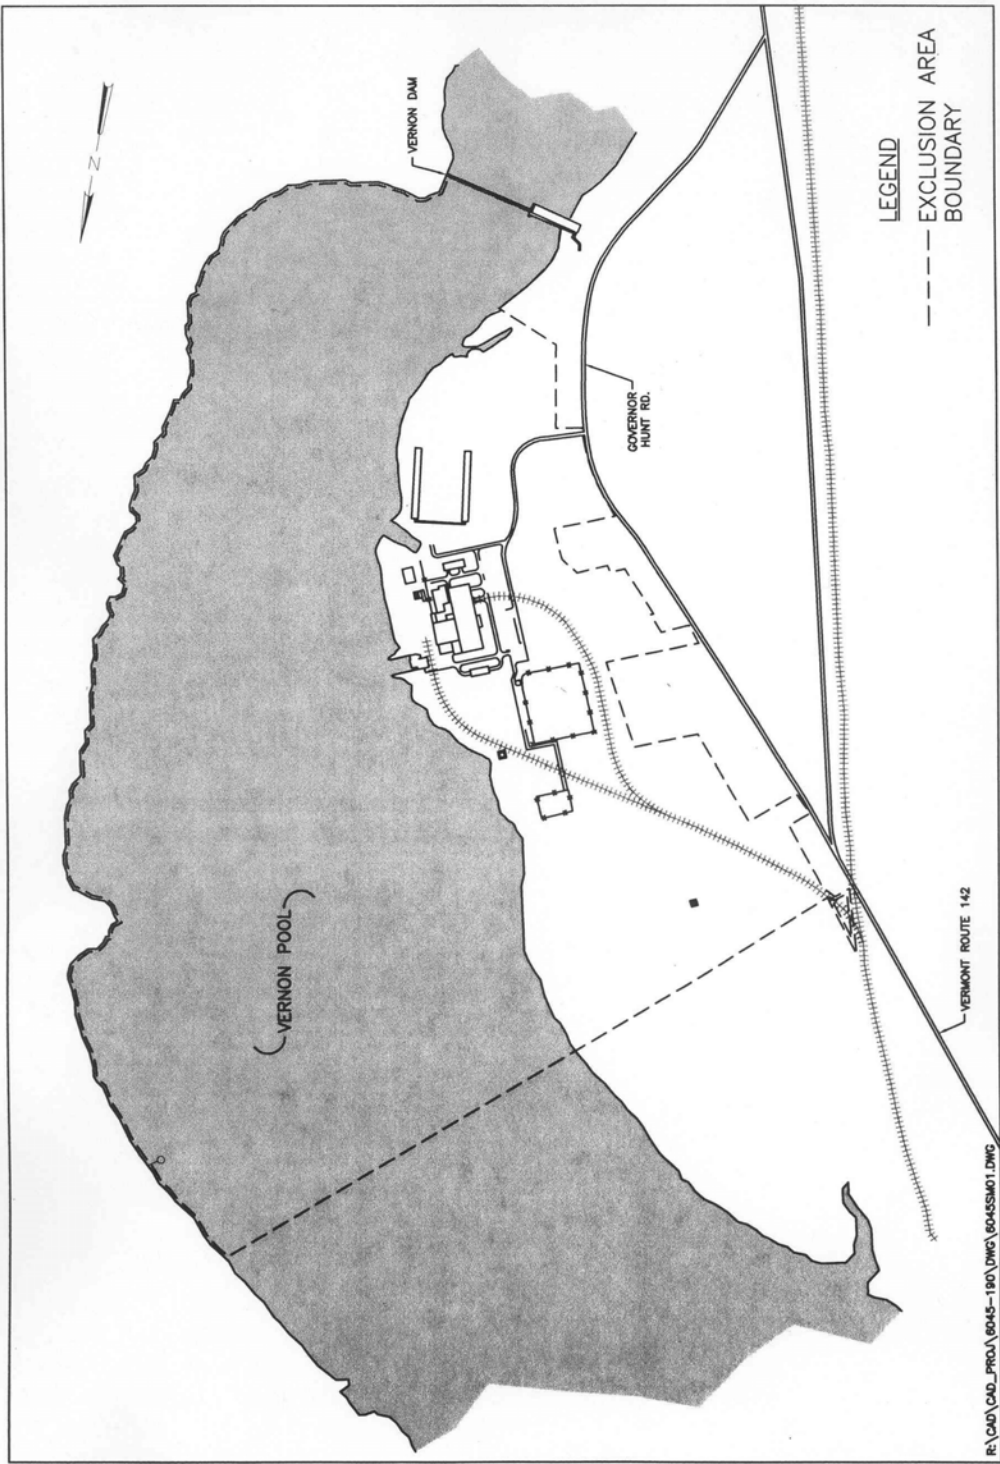 N
VERNON DAM
LEGEND
EXCLUSION AREA
BOUNDARY
GOVERNOR
HUNT RD.
VERNON POOL
VERMONT ROUTE 142
R:\CAD\CAD_PROJ\6045-190\DWG\6045SM01.DWG